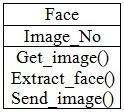 Face
Image_No
Get_image()
Extract_face()
Send_image()